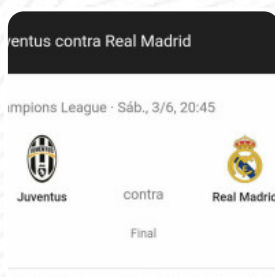 ventus contra Real Madrid
mpions League · Sáb., 3/6, 20:45
Juventus contra Real Madrid
Final